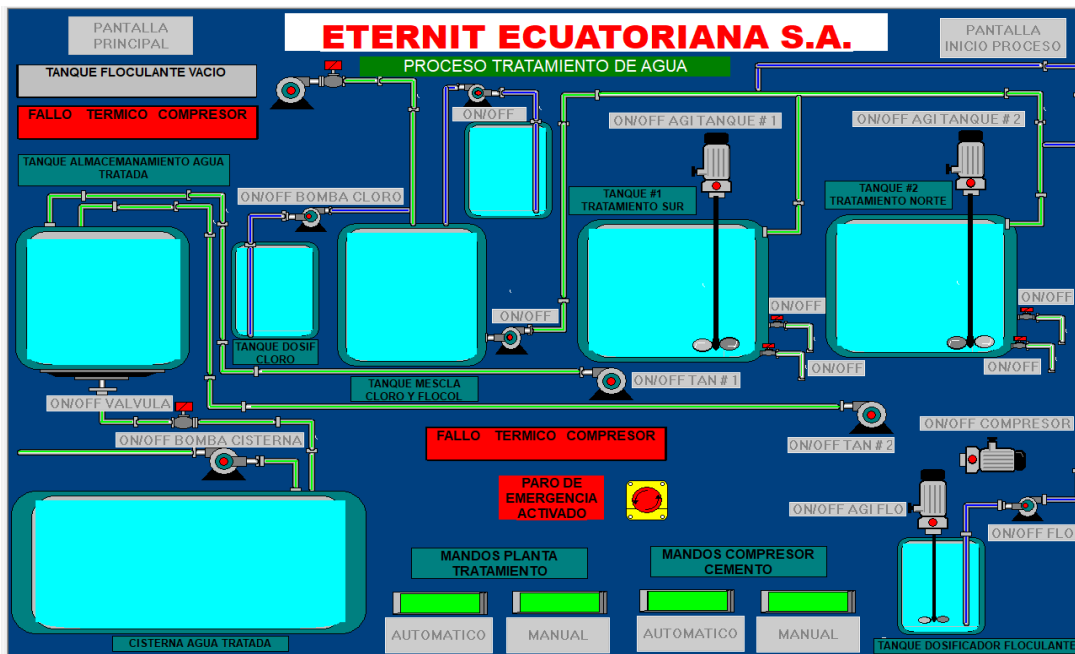 PANTALLA
PRINCIPAL
ETERNIT ECUATORIANA S.A.
PANTALLA
INICIO PROCESO
PROCESO TRATAMIENTO DE AGUA
TANQUE FLOCULANTE VACIO
FALLO TERMICO COMPRESOR
ON/OFF
ON/OFF AGI TANQUE # 1
ON/OFF AGI TANQUE # 2
TANQUE ALMACEMANAMIENTO AGUA
TRATADA
ON/OFF BOMBA CLORO
TANQUE #1
TRATAMIENTO SUR
TANQUE #2
TRATAMIENTO NORTE
ON/OFF
ON/OFF
ON/OFF
TANQUE DOSIF
CLORO
ON/OFF
ON/OFF
TANQUE MESCLA
CLORO Y FLOCOL
ON/OFF TAN # 1
ON/OFF VALVULA
ON/OFF BOMBA CISTERNA
FALLO TERMICO COMPRESOR
ON/OFF TAN # 2
ON/OFF COMPRESOR
PARO DE
EMERGENCIA
ACTIVADO
ON/OFF AGI FLO
ON/OFF FLO
MANDOS PLANTA
TRATAMIENTO
MANDOS COMPRESOR
CEMENTO
AUTOMATICO
MANUAL
AUTOMATICO
MANUAL
CISTERNA AGUA TRATADA
TANQUE DOSIFICADOR FLOCULANTE